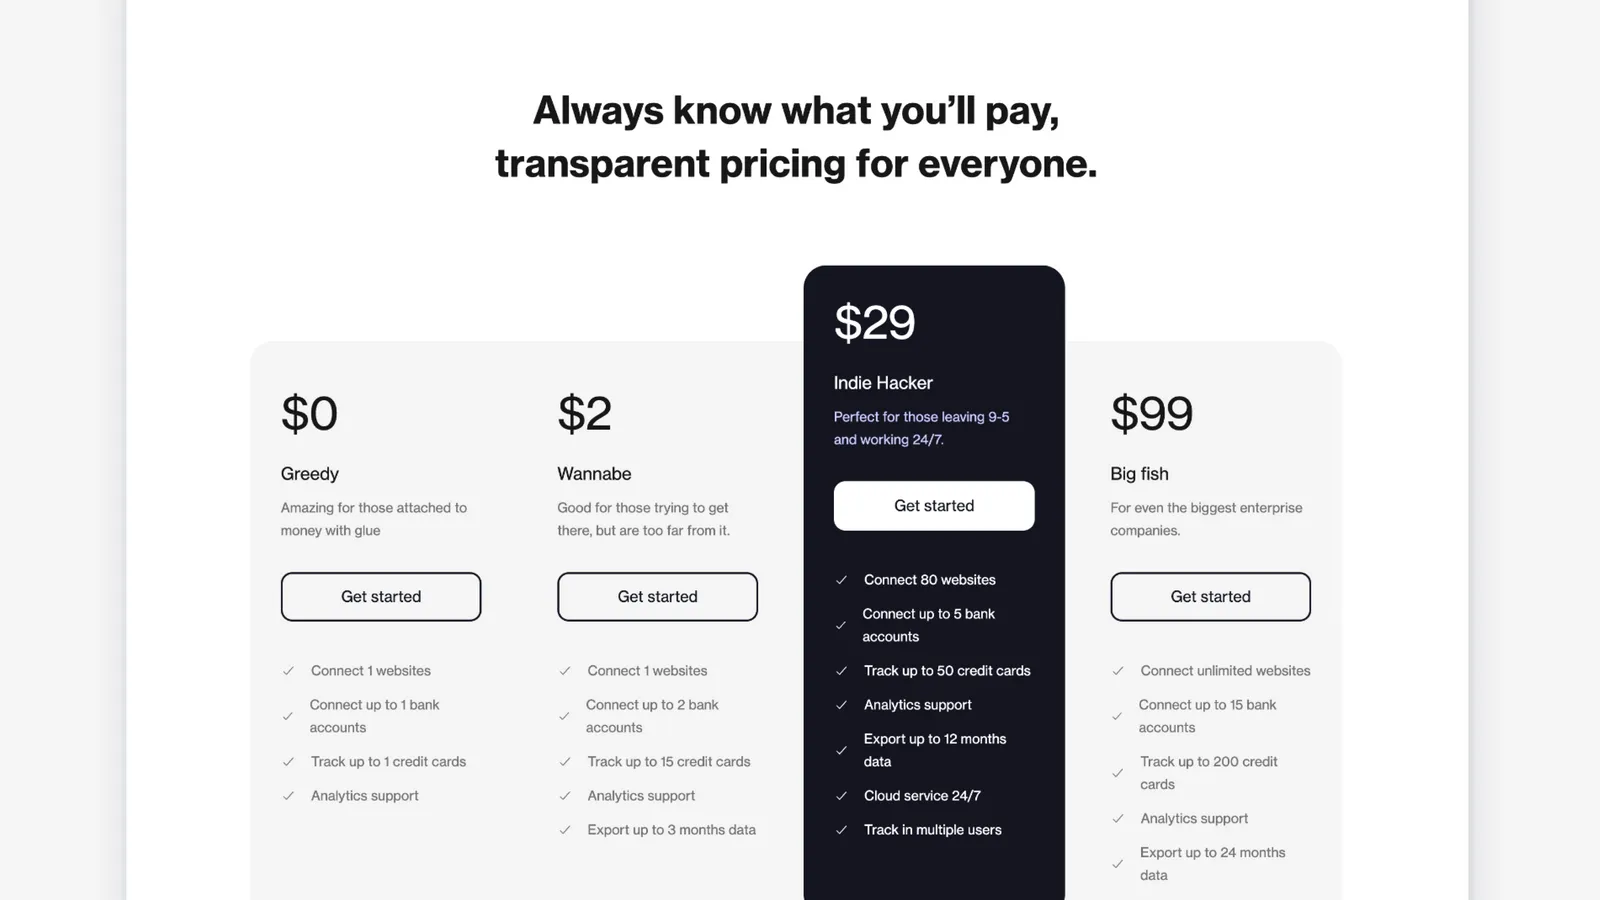 Always know what you’ll pay,
transparent pricing for everyone.
$0
Greedy
Amazing for those attached to
money with glue
Get started
Connect 1 websites
Connect up to 1 bank
accounts
Track up to 1 credit cards
Analytics support
$2
Wannabe
Good for those trying to get
there, but are too far from it.
Get started
Connect 1 websites
Connect up to 2 bank
accounts
Track up to 15 credit cards
Analytics support
Export up to 3 months data
$29
Indie Hacker
Perfect for those leaving 9-5
and working 24/7.
Get started
Connect 80 websites
Connect up to 5 bank
accounts
Track up to 50 credit cards
Analytics support
Export up to 12 months
data
Cloud service 24/7
Track in multiple users
$99
Big fish
For even the biggest enterprise
companies.
Get started
Connect unlimited websites
Connect up to 15 bank
accounts
Track up to 200 credit
cards
Analytics support
Export up to 24 months
data